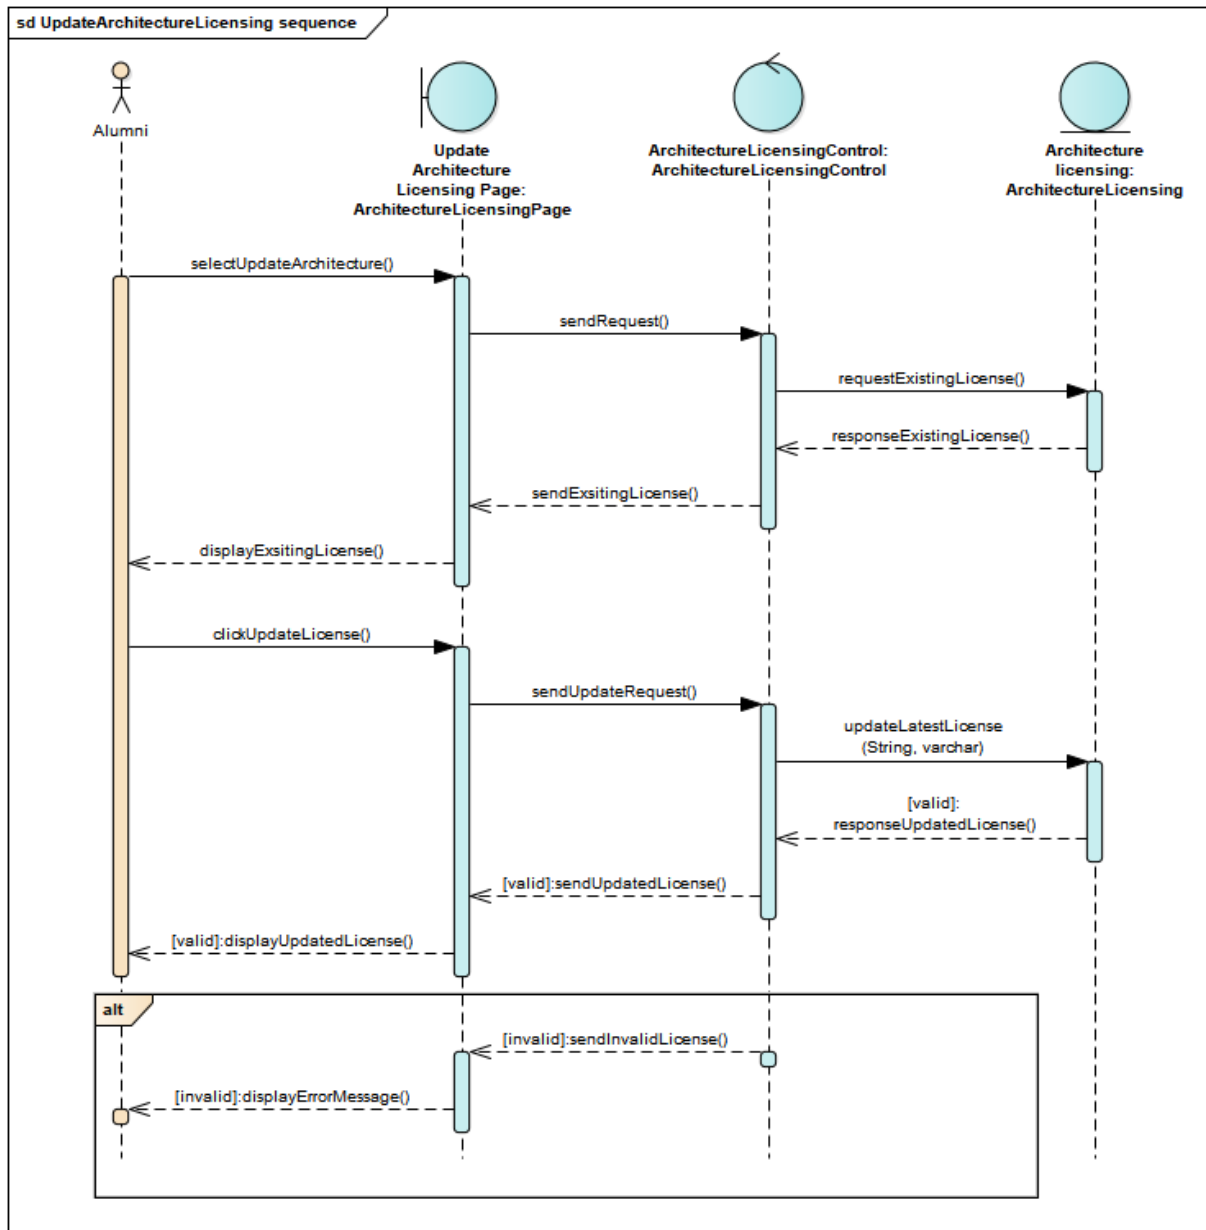 sd UpdateArchitectureLicensing sequence
Alumni
Update
Architecture
Licensing Page:
ArchitectureLicensingPage
ArchitectureLicensingControl:
ArchitectureLicensingControl
Architecture
licensing:
ArchitectureLicensing
selectUpdateArchitecture()
sendRequest()
requestExistingLicense()
responseExistingLicense()
sendExsitingLicense()
displayExsitingLicense()
clickUpdateLicense()
sendUpdateRequest()
updateLatestLicense
(String, varchar)
[valid]:
responseUpdatedLicense()
[valid]:sendUpdatedLicense()
[valid]:displayUpdatedLicense()
alt
[invalid]:sendInvalidLicense()
[invalid]:displayErrorMessage()